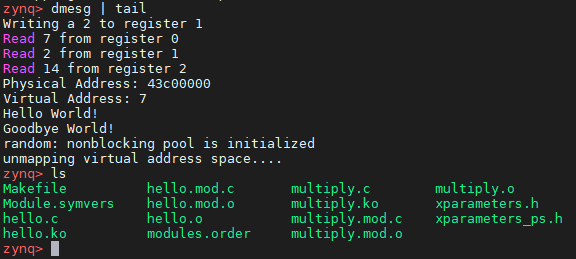 zynq> dmesg | tail
Writing a 2 to register 1
Read 7 from register 0
Read 2 from register 1
Read 14 from register 2
Physical Address: 43c00000
Virtual Address: 7
Hello World!
Goodbye World!
random: nonblocking pool is initialized
unmapping virtual address space....
zynq> ls
Makefile hello.mod.c multiply.c multiply.o
Module.symvers hello.mod.o multiply.ko xparameters.h
hello.c hello.o multiply.mod.c xparameters_ps.h
hello.ko modules.order multiply.mod.o
zynq>